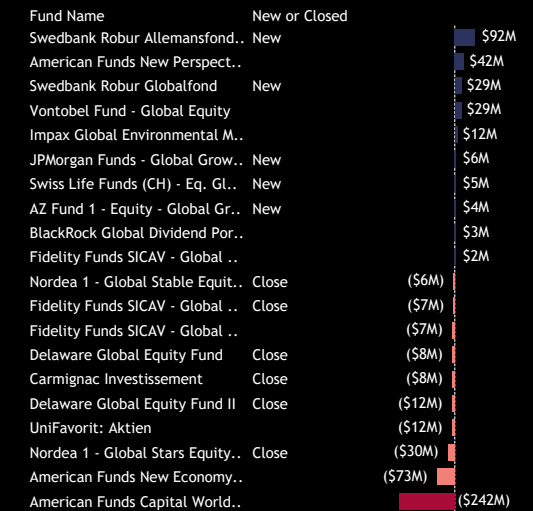 Fund Name New or Closed
Swedbank Robur Allemansfond.. New $92M
American Funds New Perspect.. $42M
Swedbank Robur Globalfond New $29M
Vontobel Fund - Global Equity $29M
Impax Global Environmental M.. $12M
JPMorgan Funds - Global Grow.. New $6M
Swiss Life Funds (CH) - Eq. Gl.. New $5M
AZ Fund 1 - Equity - Global Gr.. New $4M
BlackRock Global Dividend Por.. $3M
Fidelity Funds SICAV - Global .. $2M
Nordea 1 - Global Stable Equit.. Close ($6M)
Fidelity Funds SICAV - Global .. Close ($7M)
Fidelity Funds SICAV - Global .. ($7M)
Delaware Global Equity Fund Close ($8M)
Carmignac Investissement Close ($8M)
Delaware Global Equity Fund II Close ($12M)
UniFavorit: Aktien ($12M)
Nordea 1 - Global Stars Equity.. Close ($30M)
American Funds New Economy.. ($73M)
American Funds Capital World.. ($242M)